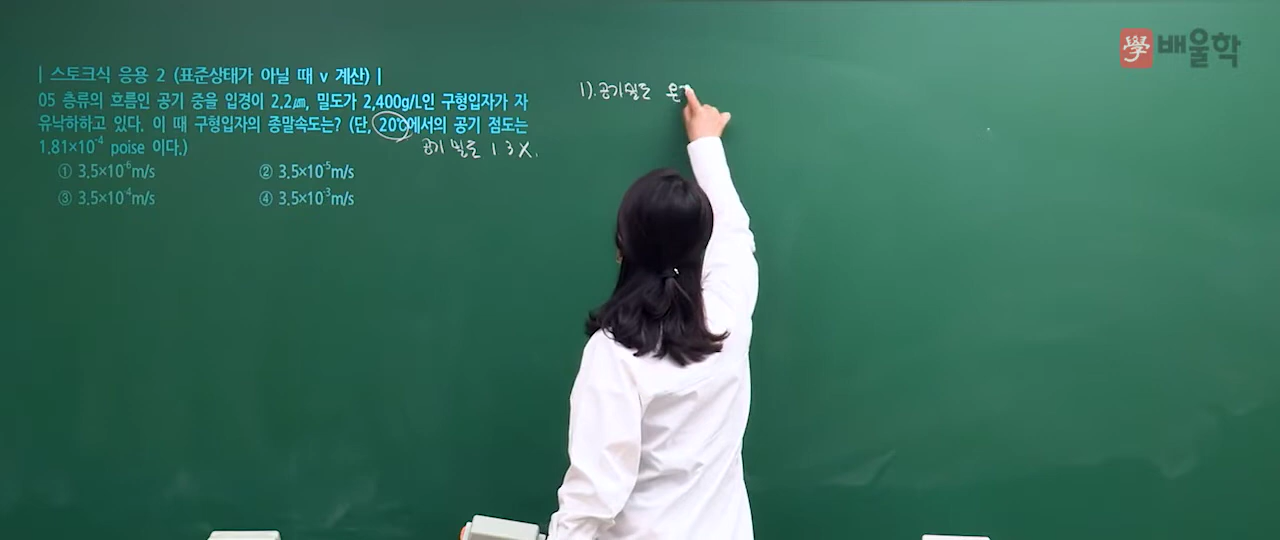 學 배울학
| 스토크식 응용 2 (표준상태가 아닐 때 v 계산) |
05 층류의 흐름인 공기 중을 입경이 2.2㎛, 밀도가 2,400g/L인 구형입자가 자
유낙하하고 있다. 이 때 구형입자의 종말속도는? (단, 20℃에서의 공기 점도는
1.81×10⁻⁴ poise 이다.)
공기 밀도 1.3 X.
① 3.5×10⁻⁶m/s ② 3.5×10⁻⁵m/s
③ 3.5×10⁻⁴m/s ④ 3.5×10⁻³m/s
1). 공기밀도